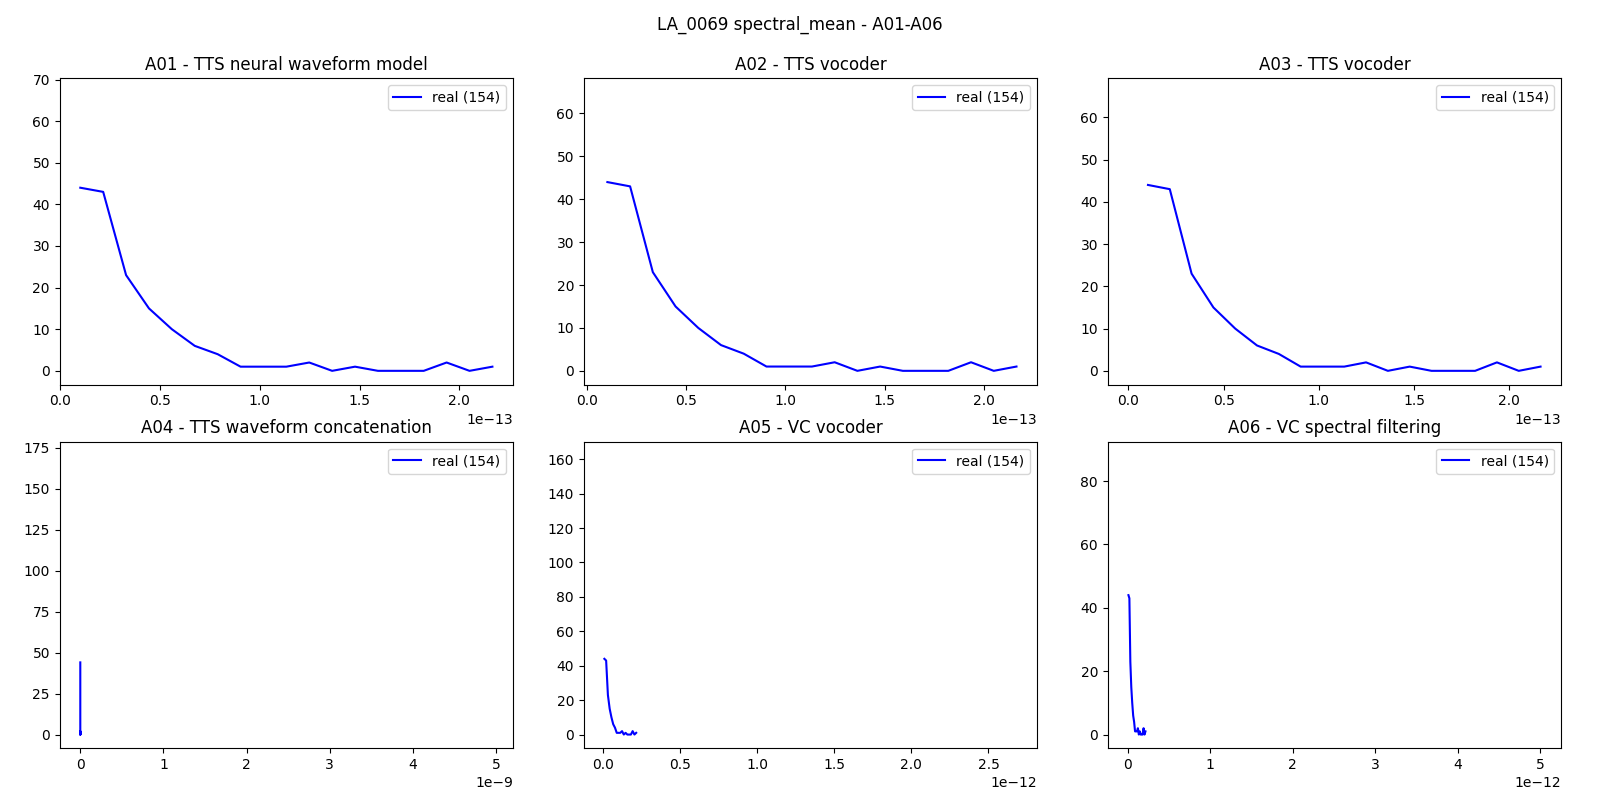 LA_0069 spectral_mean - A01-A06
A01 - TTS neural waveform model
A02 - TTS vocoder
A03 - TTS vocoder
real (154)
real (154)
real (154)
70
60
50
40
30
20
10
0
0.0 0.5 1.0 1.5 2.0
1e−13
60
50
40
30
20
10
0
0.0 0.5 1.0 1.5 2.0
1e−13
60
50
40
30
20
10
0
0.0 0.5 1.0 1.5 2.0
1e−13
A04 - TTS waveform concatenation
A05 - VC vocoder
A06 - VC spectral filtering
real (154)
real (154)
real (154)
175
150
125
100
75
50
25
0
0 1 2 3 4 5
1e−9
160
140
120
100
80
60
40
20
0
0.0 0.5 1.0 1.5 2.0 2.5
1e−12
80
60
40
20
0
0 1 2 3 4 5
1e−12